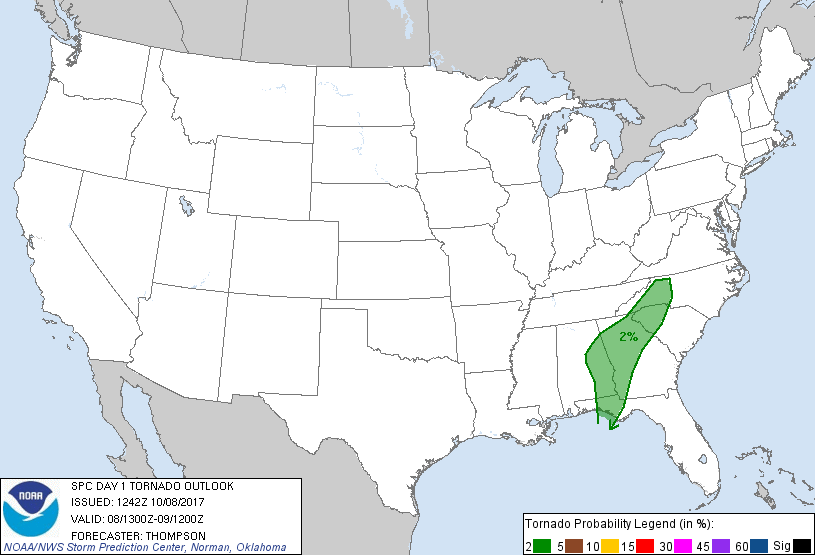 2%
SPC DAY 1 TORNADO OUTLOOK
ISSUED: 1242Z 10/08/2017
VALID: 08/1300Z-09/1200Z
FORECASTER: THOMPSON
NOAA/NWS Storm Prediction Center, Norman, Oklahoma
NOAA
Tornado Probability Legend (in %):
2 5 10 15 30 45 60 Sig